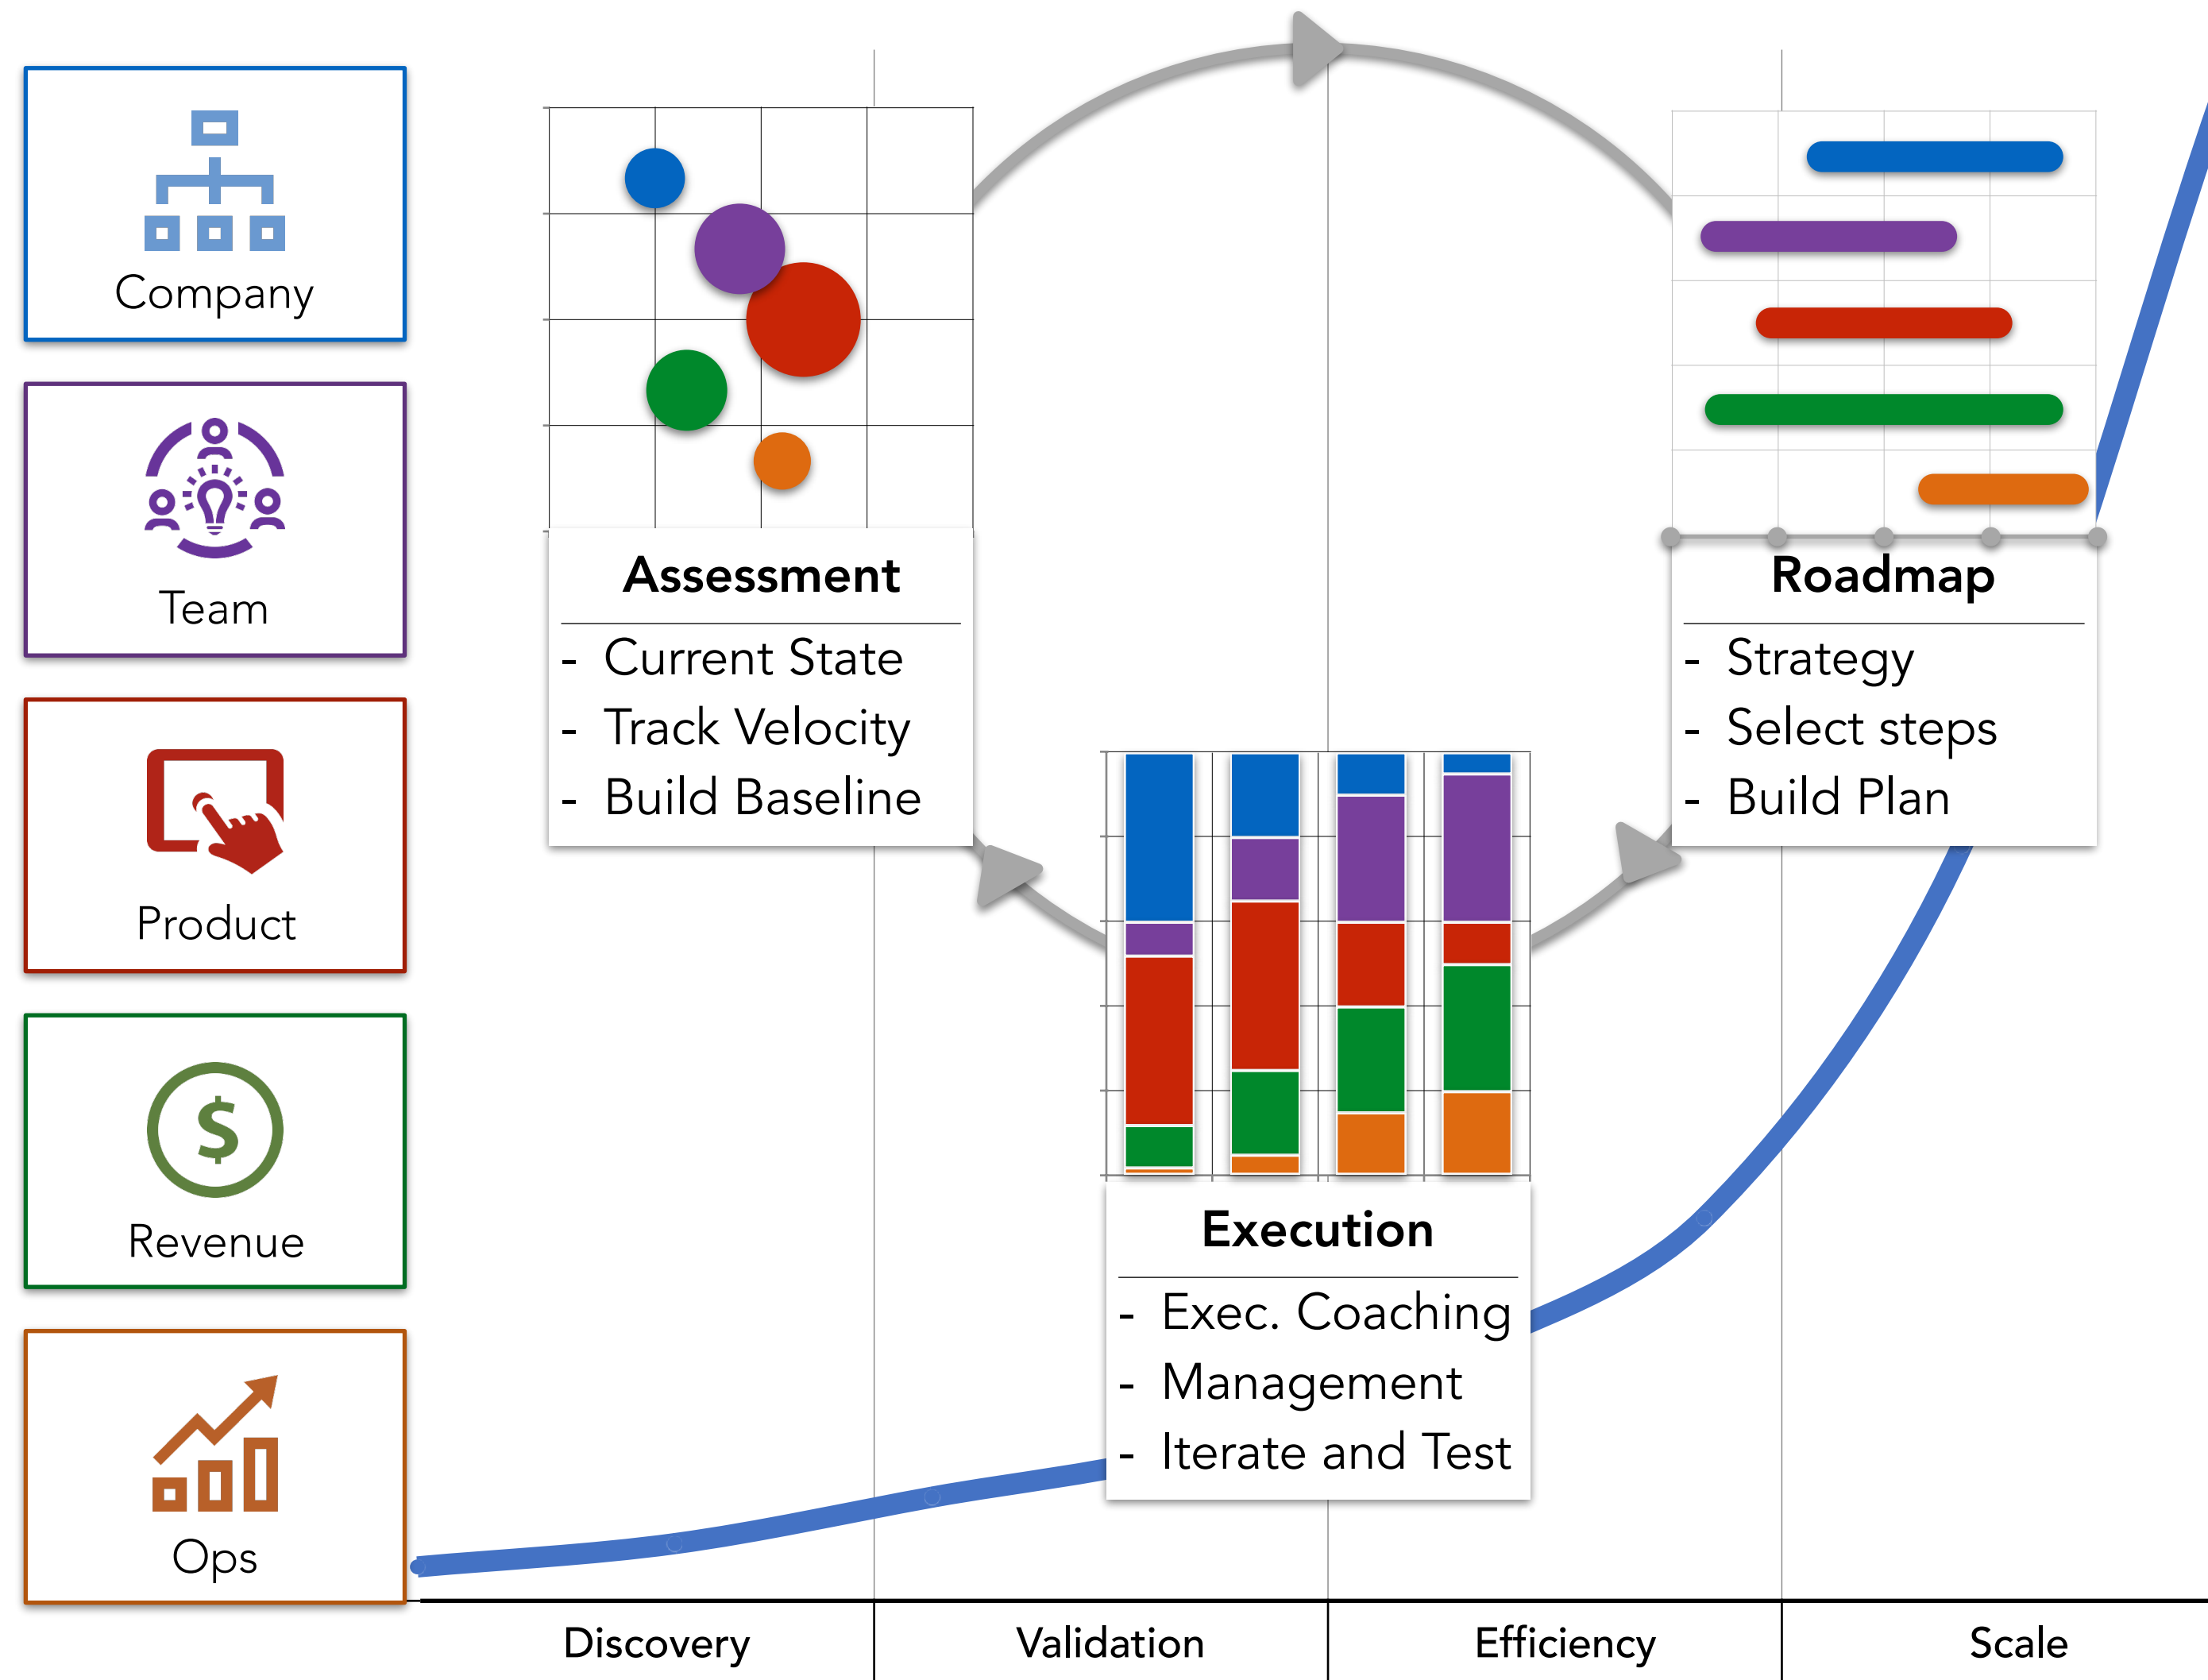 Company
Team
Product
Revenue
$
Ops
Assessment
- Current State
- Track Velocity
- Build Baseline
Roadmap
- Strategy
- Select steps
- Build Plan
Execution
- Exec. Coaching
- Management
- Iterate and Test
Discovery
Validation
Efficiency
Scale